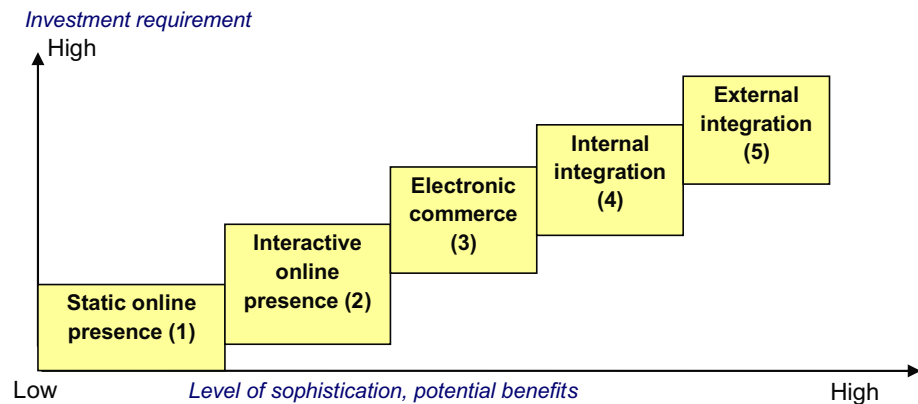 Investment requirement
High
External
integration
(5)
Internal
integration
(4)
Electronic
commerce
(3)
Interactive
online
presence (2)
Static online
presence (1)
Low
Level of sophistication, potential benefits
High